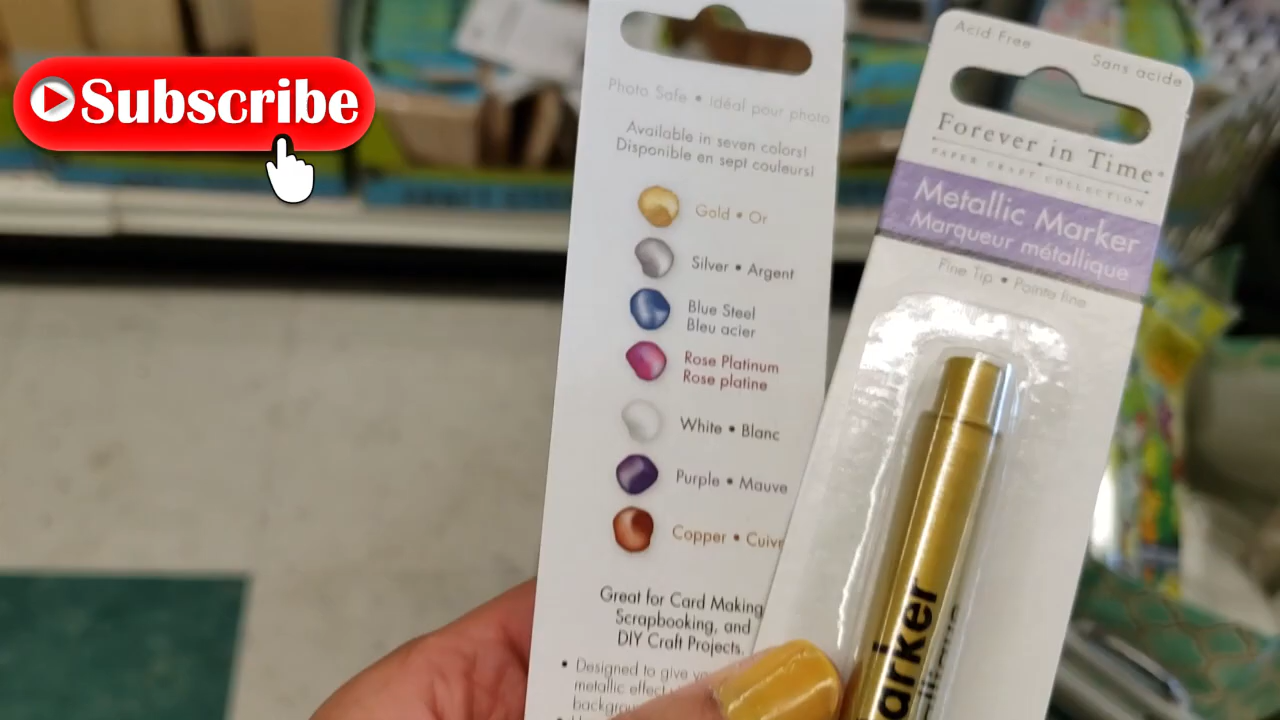 Subscribe
Photo Safe • Idéal pour photo
Available in seven colors!
Disponible en sept couleurs!
Gold • Or
Silver • Argent
Blue Steel
Bleu acier
Rose Platinum
Rose platine
White • Blanc
Purple • Mauve
Copper • Cuivr
Great for Card Making
Scrapbooking, and
DIY Craft Projects.
• Designed to give
metallic effect
backgrou
Acid Free
Sans acide
Forever in Time
PAPER CRAFT COLLECTION
Metallic Marker
Marqueur métallique
Fine Tip • Pointe fine
arker